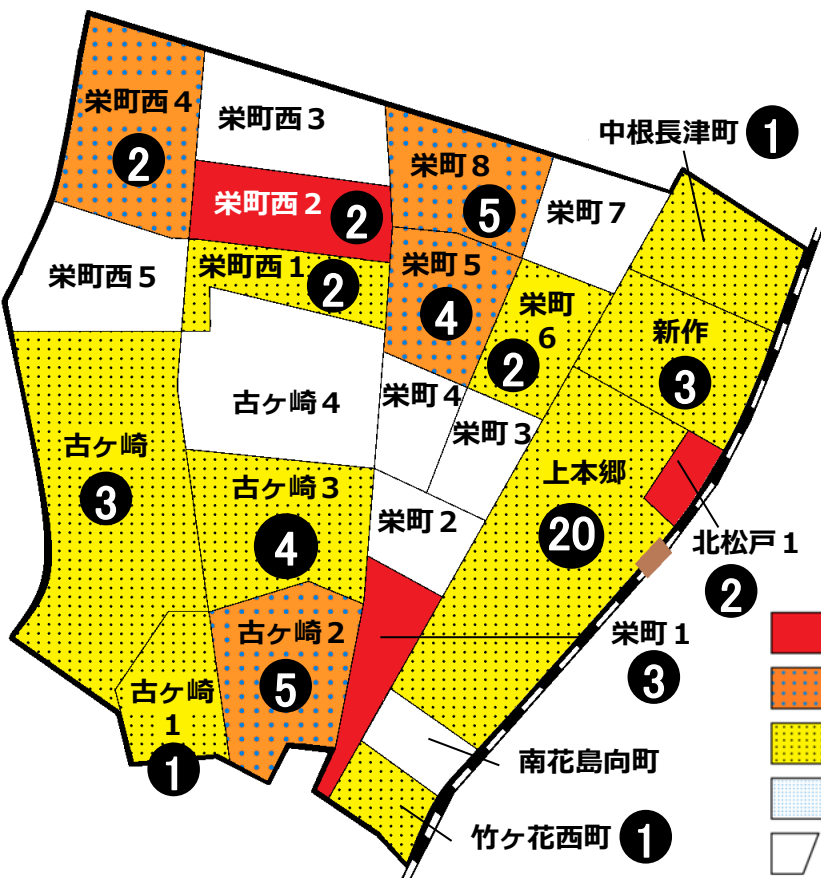 栄町西4
2
栄町西3
中根長津町 1
栄町8
5
栄町西2 2
栄町7
栄町西5
栄町西1 2
栄町5
4
栄町
6
2
新作
3
古ヶ崎4
栄町4
栄町3
古ヶ崎
3
古ヶ崎3
4
上本郷
20
栄町2
北松戸1
2
古ヶ崎2
5
栄町1
3
古ヶ崎
1
1
南花島向町
竹ヶ花西町 1